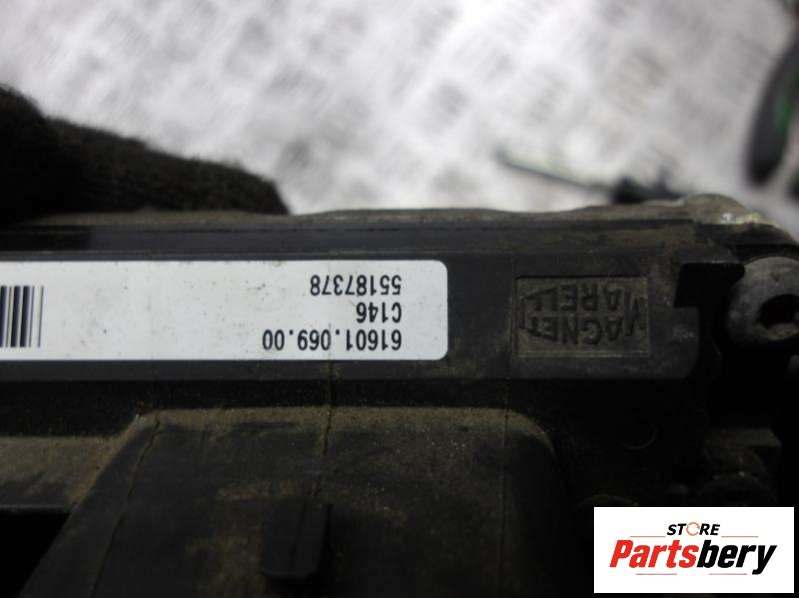 61601.069.00
C146
55187378
MAGNETI
MARELLI
STORE
Partsbery